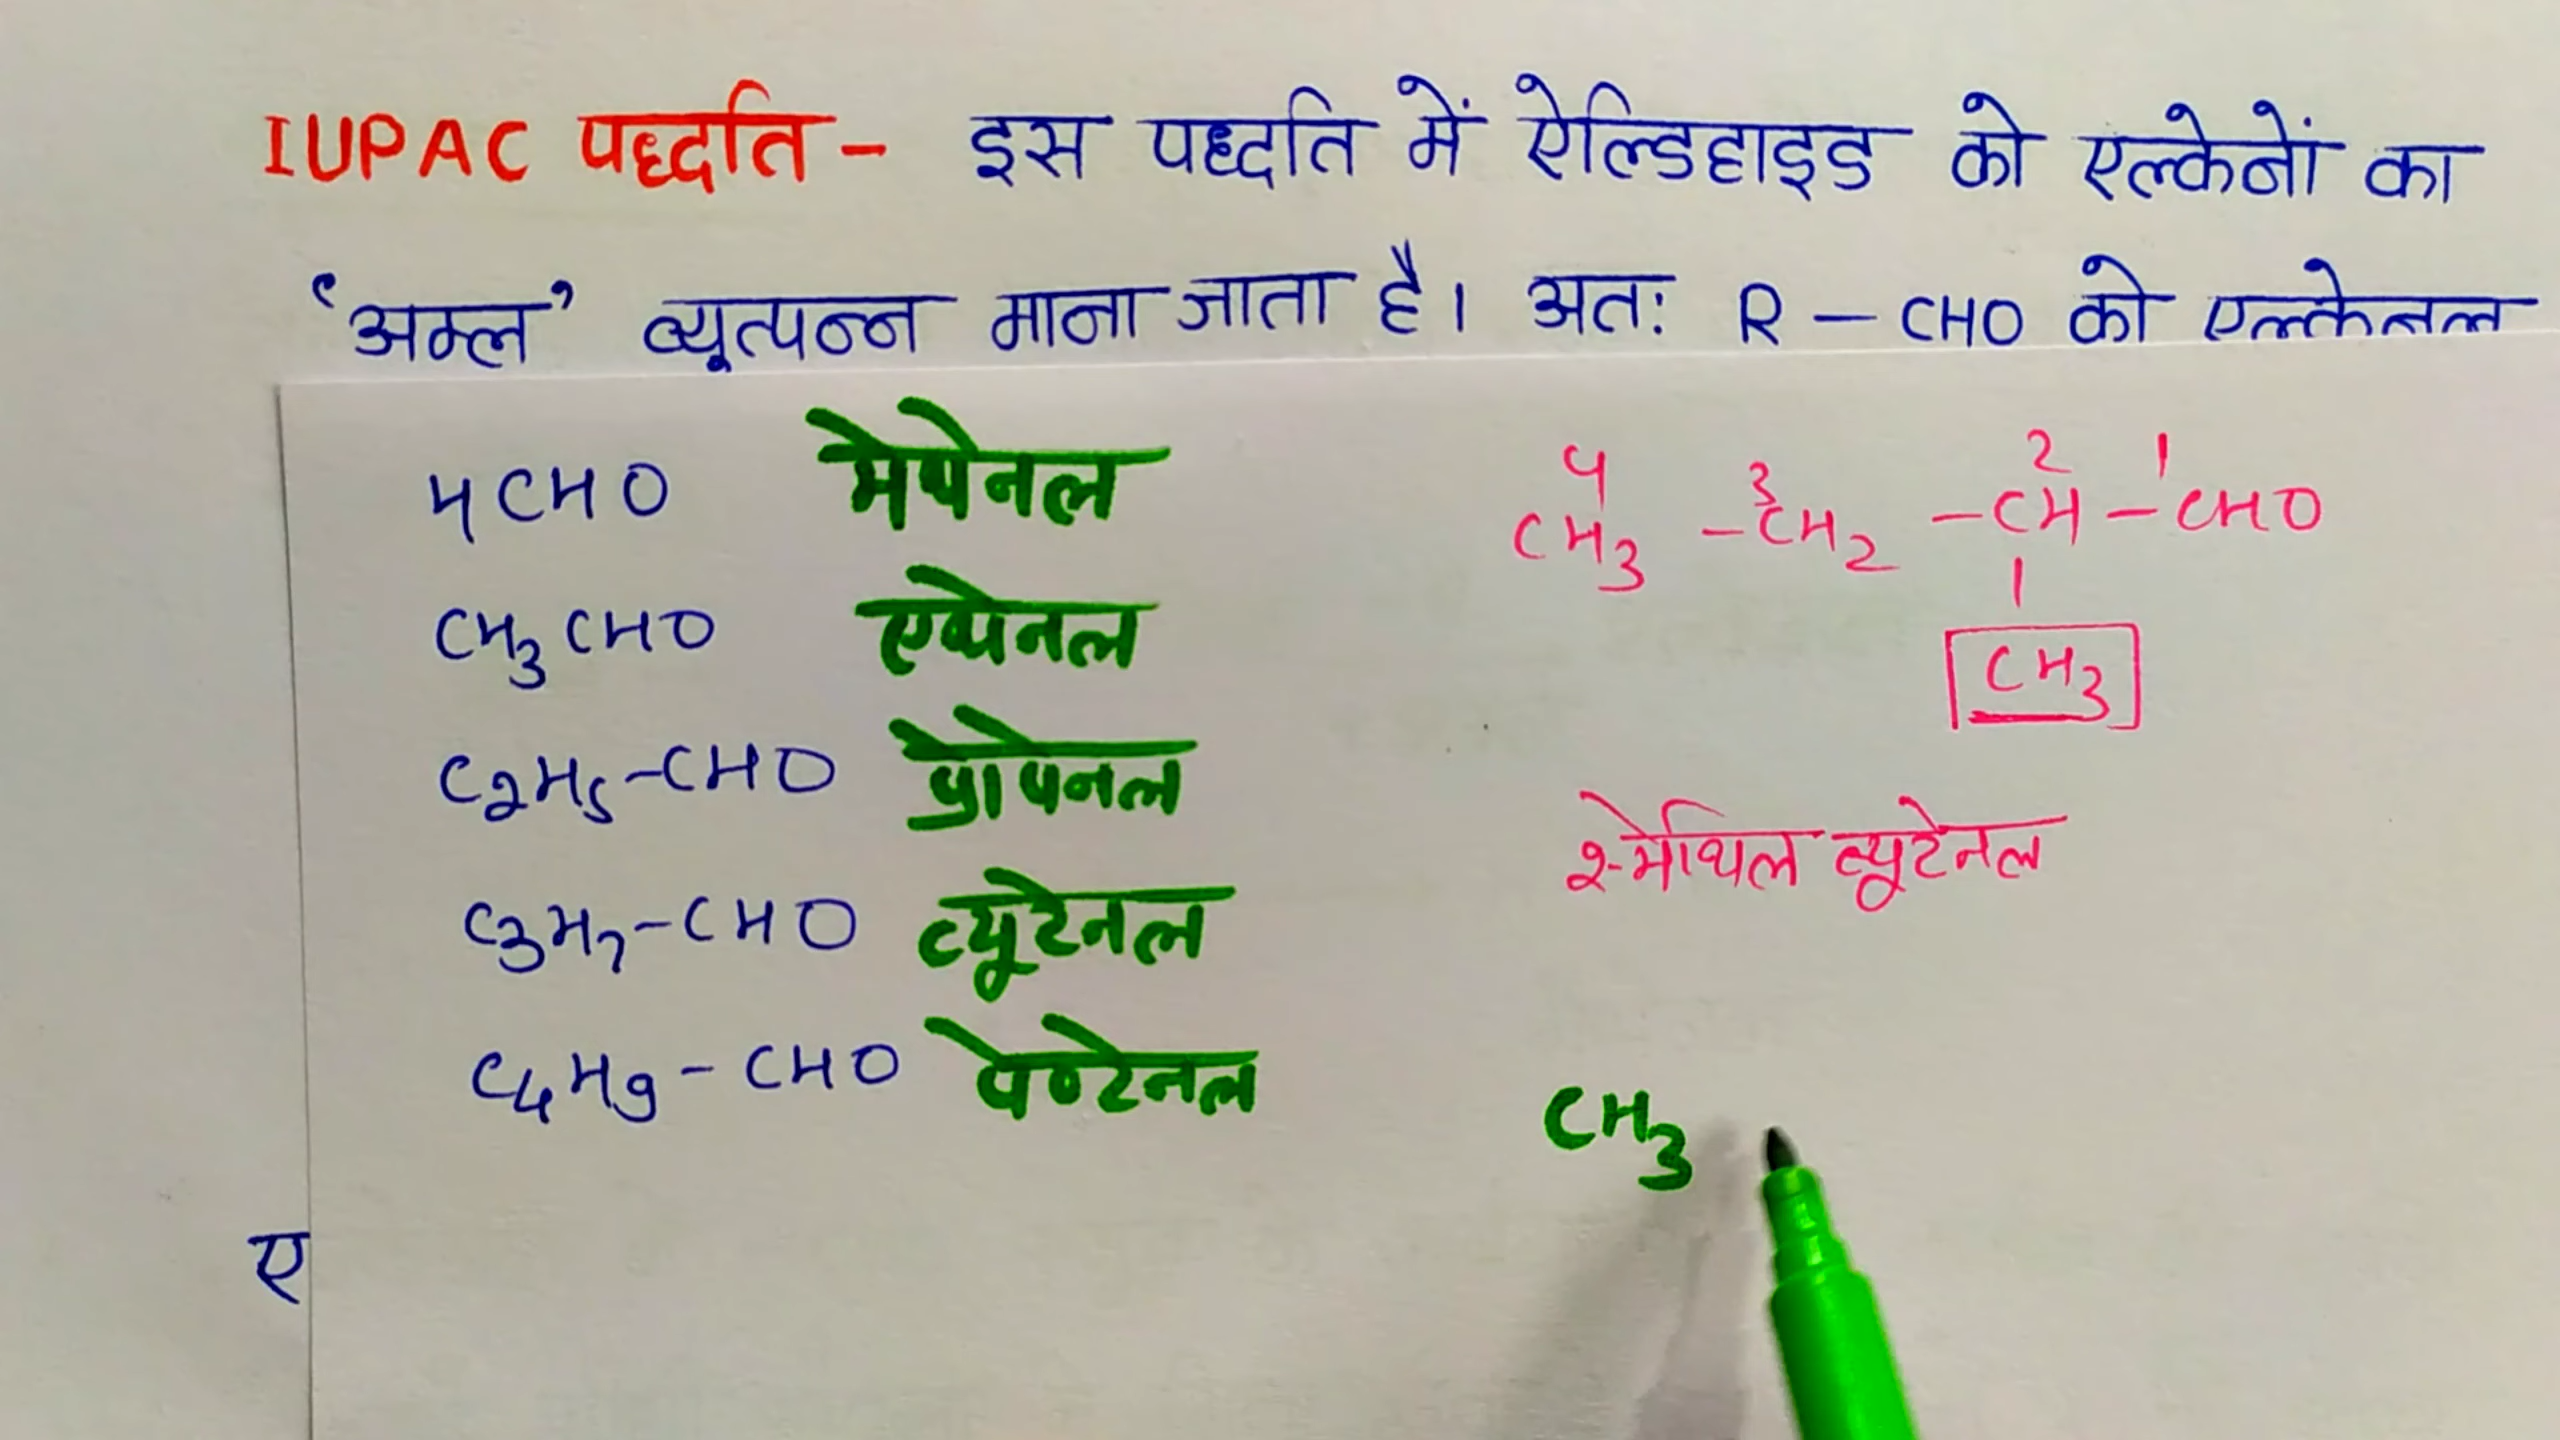 IUPAC पद्धति - इस पद्धति में ऐल्डिहाइड को एल्केनों का
'अम्ल' व्यूत्पन्न माना जाता है। अतः R - CHO को एल्केनल
HCHO मेथेनल
CH3CHO एथेनल
C2H5-CHO प्रोपेनल
C3H7-CHO ब्यूटेनल
C4H9-CHO पेण्टेनल
ए
4 3 2 1
CH3 -CH2 -CH -CHO
|
CH3
2-मेथिल ब्यूटेनल
CH3